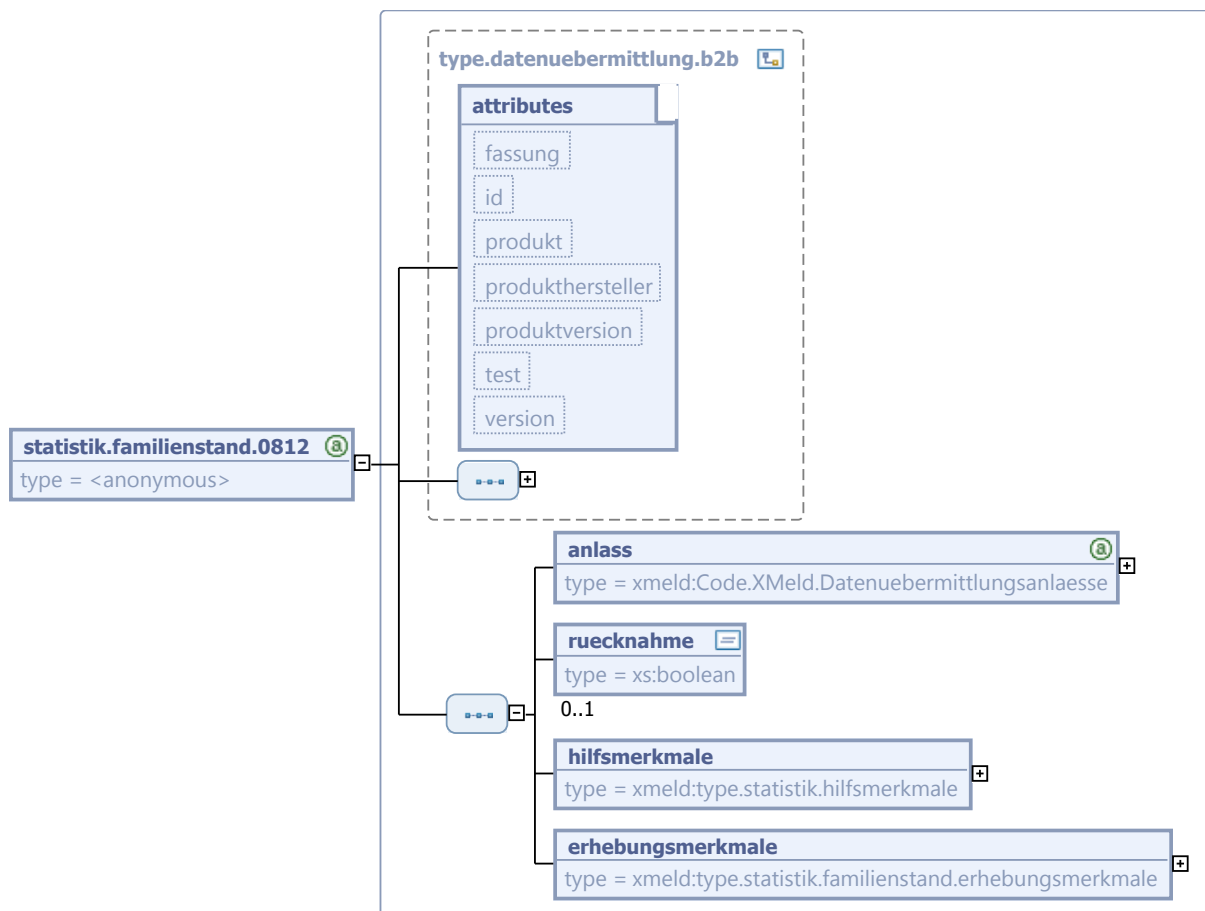 type.datenuebermittlung.b2b
attributes
fassung
id
produkt
produkthersteller
produktversion
test
version
statistik.familienstand.0812
type = <anonymous>
anlass
type = xmeld:Code.XMeld.Datenuebermittlungsanlaesse
ruecknahme
type = xs:boolean
0..1
hilfsmerkmale
type = xmeld:type.statistik.hilfsmerkmale
erhebungsmerkmale
type = xmeld:type.statistik.familienstand.erhebungsmerkmale